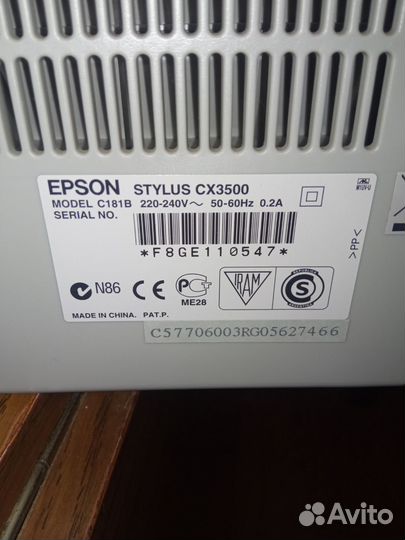 EPSON STYLUS CX3500
MODEL C181B 220-240V~ 50-60Hz 0.2A
SERIAL NO.
*F8GE110547*
N86
ME28
IRAM
S
MADE IN CHINA. PAT.P.
C57706003RG05627466
>PP<
Avito